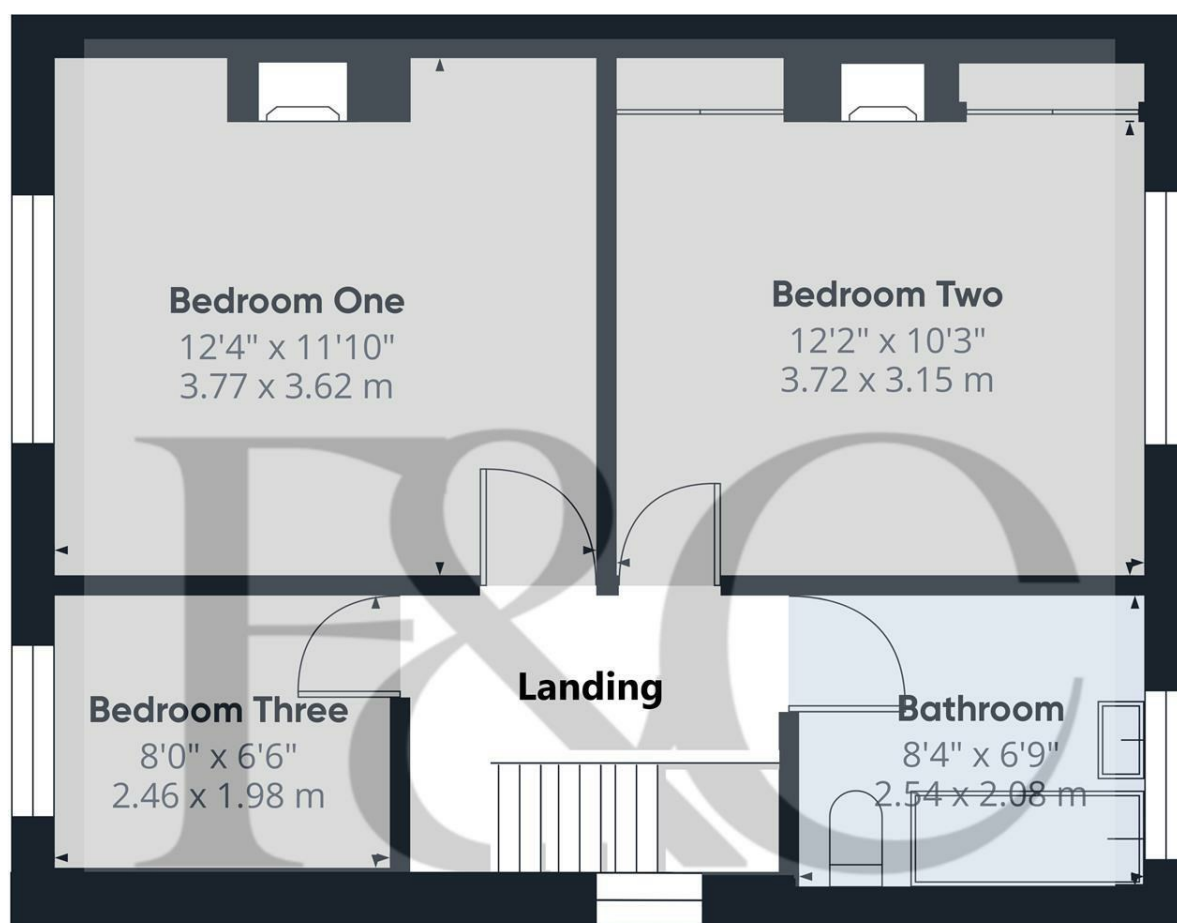 Bedroom One
12'4" x 11'10"
3.77 x 3.62 m
Bedroom Two
12'2" x 10'3"
3.72 x 3.15 m
Landing
Bedroom Three
8'0" x 6'6"
2.46 x 1.98 m
Bathroom
8'4" x 6'9"
2.54 x 2.08 m
F&C